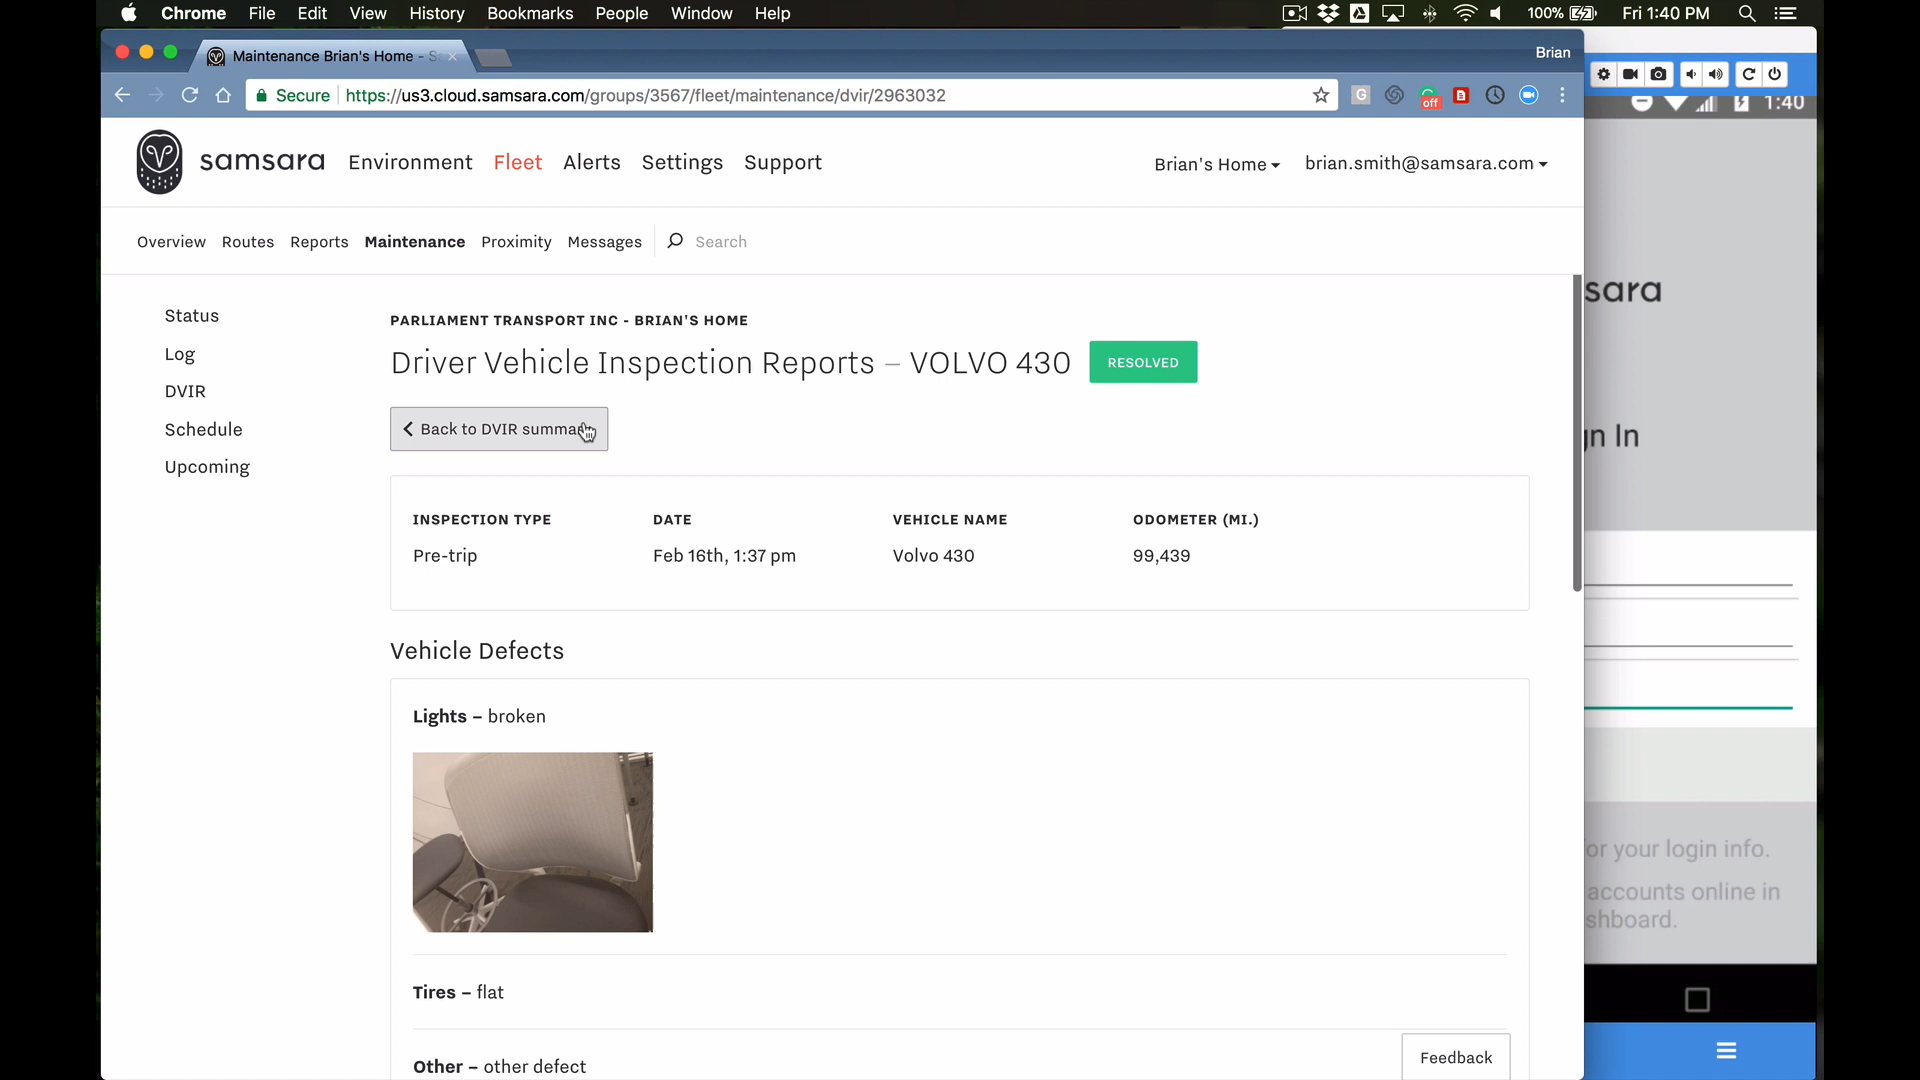 Chrome File Edit View History Bookmarks People Window Help 100% Fri 1:40 PM
Maintenance Brian's Home - S
Brian
Secure https://us3.cloud.samsara.com/groups/3567/fleet/maintenance/dvir/2963032
off
1:40
samsara Environment Fleet Alerts Settings Support Brian's Home brian.smith@samsara.com
Overview Routes Reports Maintenance Proximity Messages Search
Status
Log
DVIR
Schedule
Upcoming
PARLIAMENT TRANSPORT INC - BRIAN'S HOME
Driver Vehicle Inspection Reports – VOLVO 430 RESOLVED
Back to DVIR summary
INSPECTION TYPE DATE VEHICLE NAME ODOMETER (MI.)
Pre-trip Feb 16th, 1:37 pm Volvo 430 99,439
Vehicle Defects
Lights – broken
Tires – flat
Other – other defect
Feedback
sara
gn In
or your login info.
accounts online in
shboard.